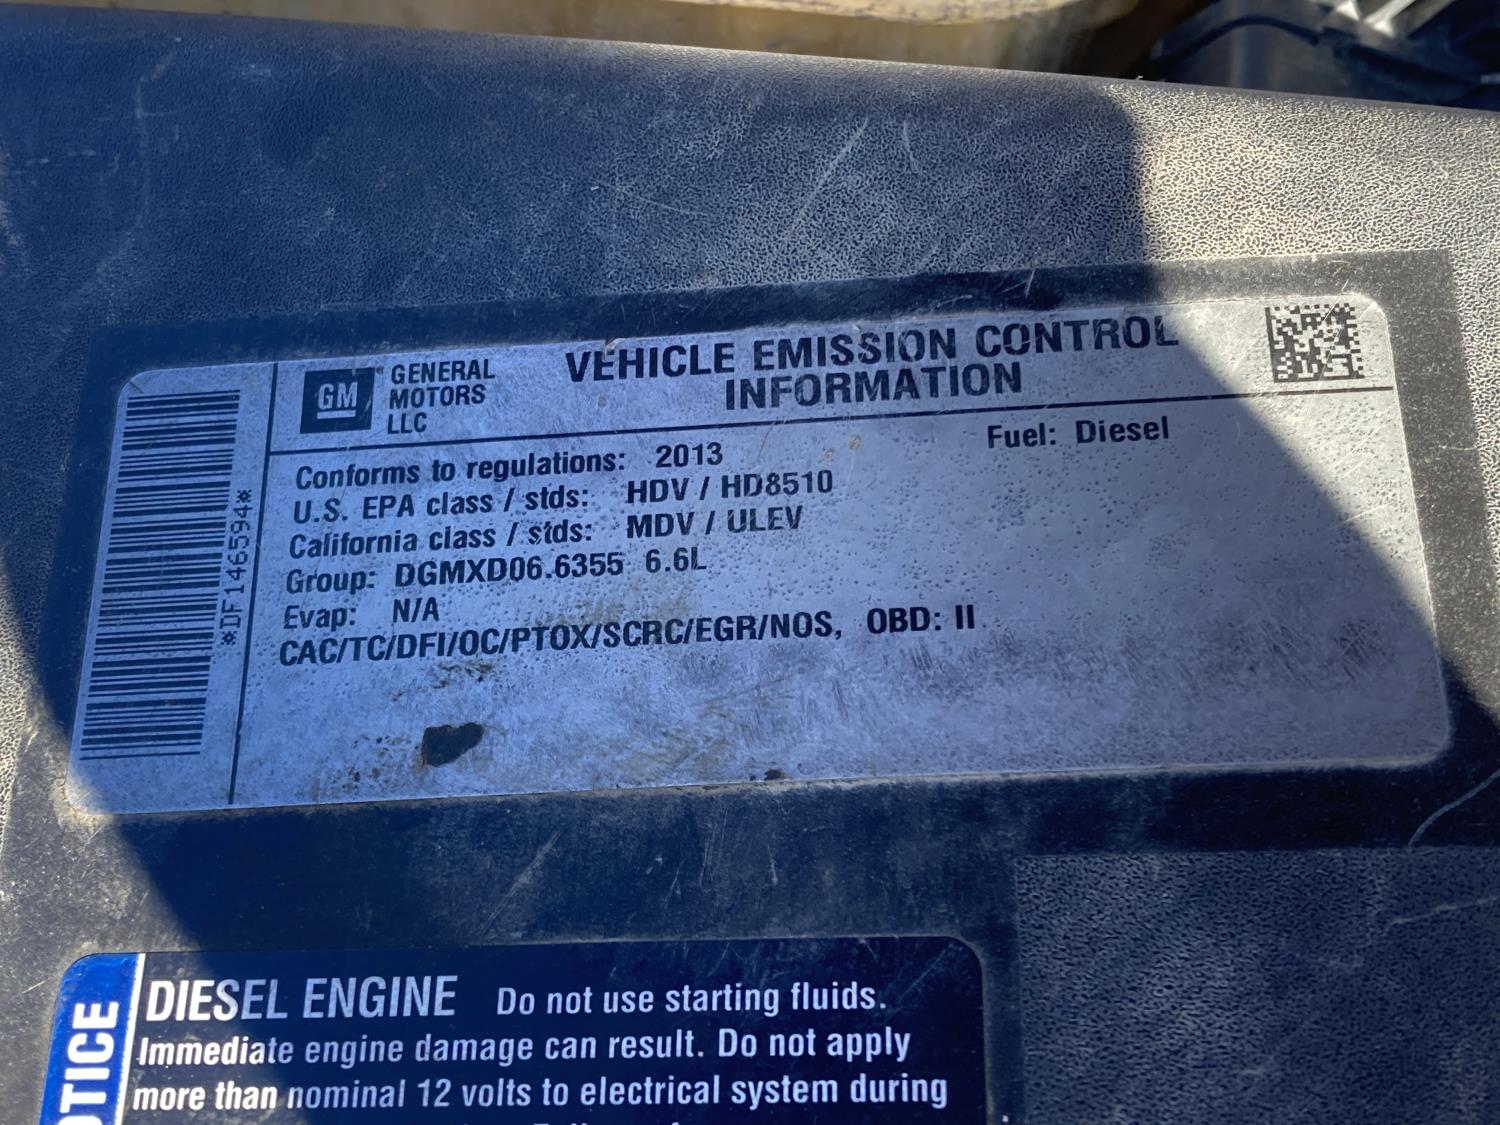 GM GENERAL
MOTORS
LLC
VEHICLE EMISSION CONTROL
INFORMATION
*DF146594*
Conforms to regulations: 2013
Fuel: Diesel
U.S. EPA class / stds: HDV / HD8510
California class / stds: MDV / ULEV
Group: DGMXD06.6355 6.6L
Evap: N/A
CAC/TC/DFI/OC/PTOX/SCRC/EGR/NOS, OBD: II
OTICE
DIESEL ENGINE Do not use starting fluids.
Immediate engine damage can result. Do not apply
more than nominal 12 volts to electrical system during